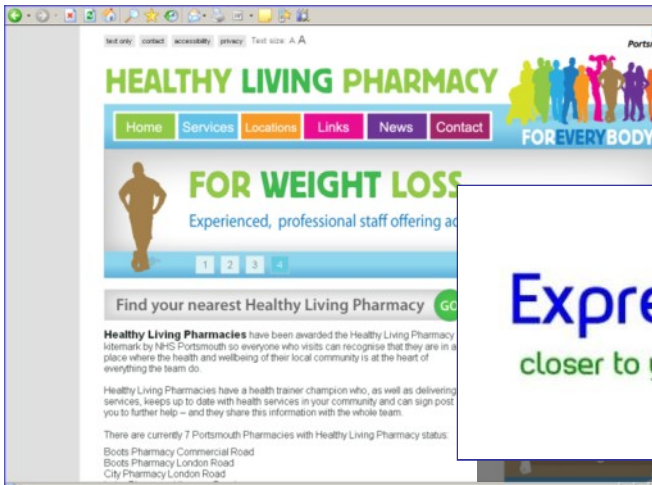 text only contact accessibility privacy Text size: A A
HEALTHY LIVING PHARMACY
Home Services Locations Links News Contact
FOREVERYBODY
FOR WEIGHT LOSS
Experienced, professional staff offering
1 2 3 4
Find your nearest Healthy Living Pharmacy GO
closer to
Healthy Living Pharmacies have been awarded the Healthy Living Pharmacy
kitemark by NHS Portsmouth so everyone who visits can recognise that they are in a
place where the health and wellbeing of their local community is at the heart of
everything the team do.
Healthy Living Pharmacies have a health trainer champion who, as well as delivering
services, keeps up to date with health services in your community and can sign post
you to further help – and they share this information with the whole team.
There are currently 7 Portsmouth Pharmacies with Healthy Living Pharmacy status:
Boots Pharmacy Commercial Road
Boots Pharmacy London Road
City Pharmacy London Road